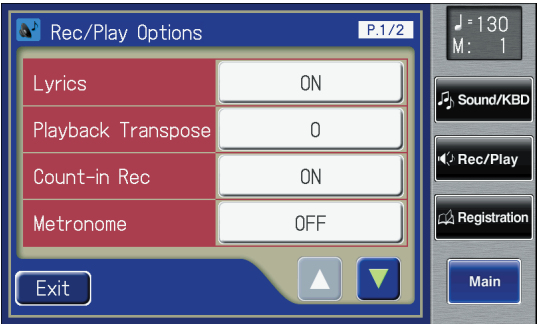 Rec/Play Options
P.1/2
Lyrics ON
Playback Transpose 0
Count-in Rec ON
Metronome OFF
Exit
♩=130
M: 1
Sound/KBD
Rec/Play
Registration
Main